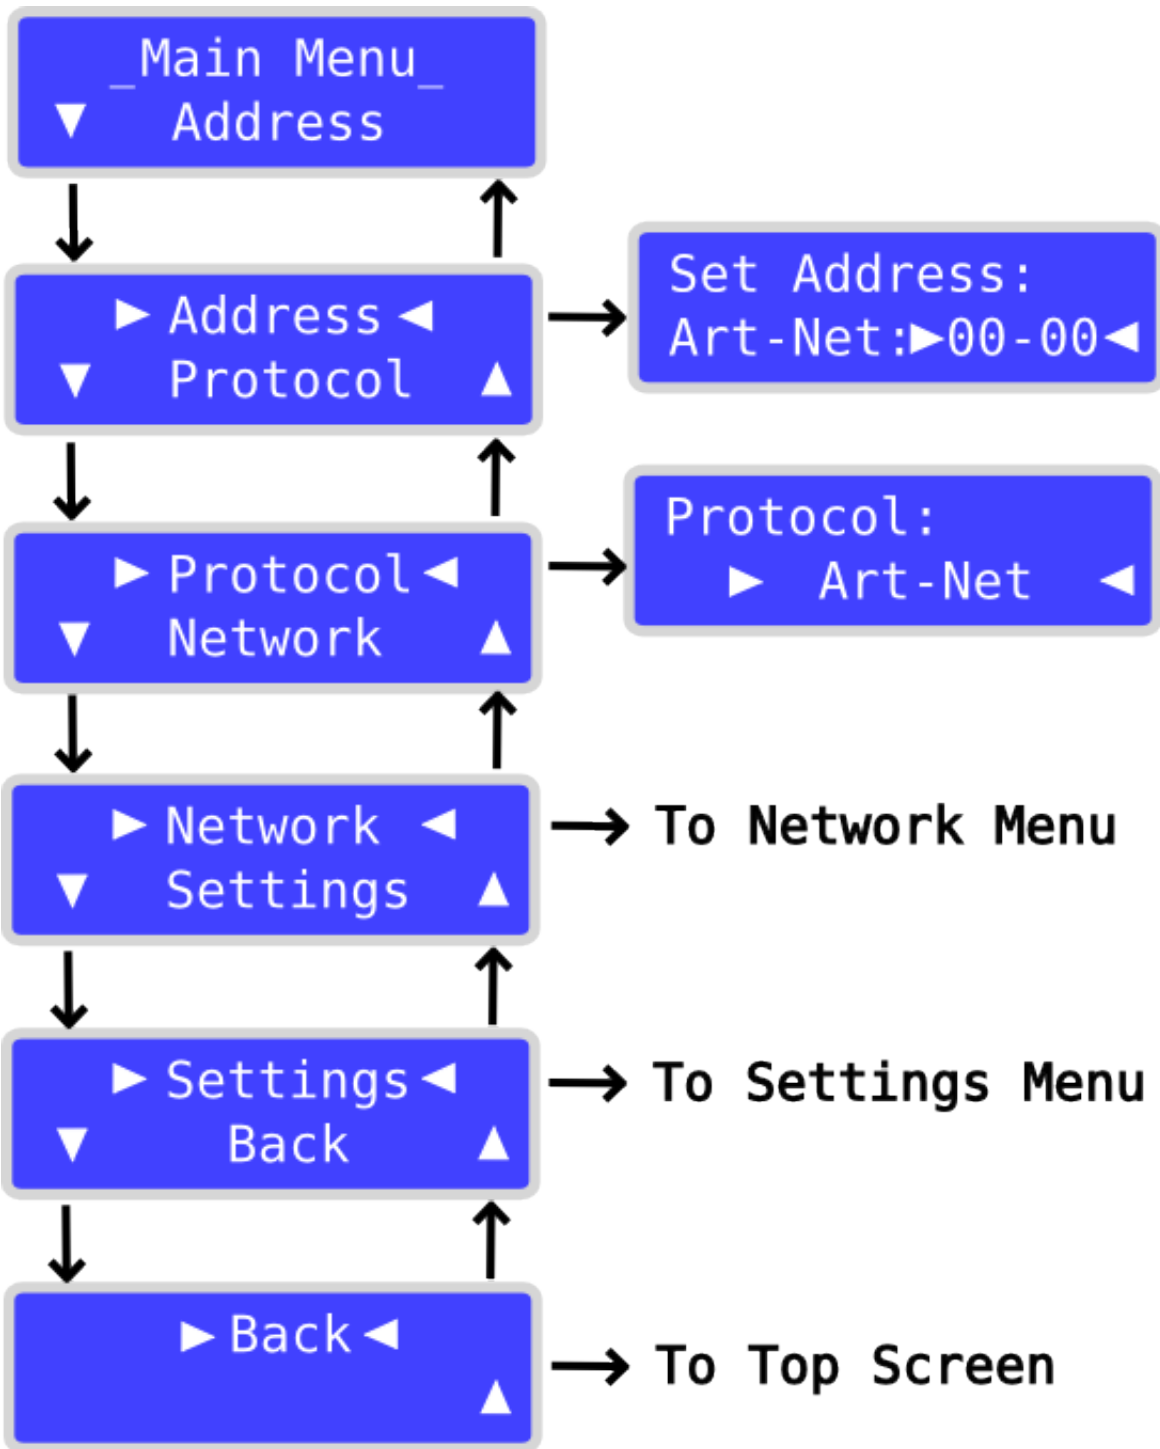 _Main Menu_
▼ Address
► Address ◄
▼ Protocol ▲
Set Address:
Art-Net:►00-00◄
► Protocol ◄
▼ Network ▲
Protocol:
► Art-Net ◄
► Network ◄
▼ Settings ▲
To Network Menu
► Settings ◄
▼ Back ▲
To Settings Menu
► Back ◄
▲
To Top Screen